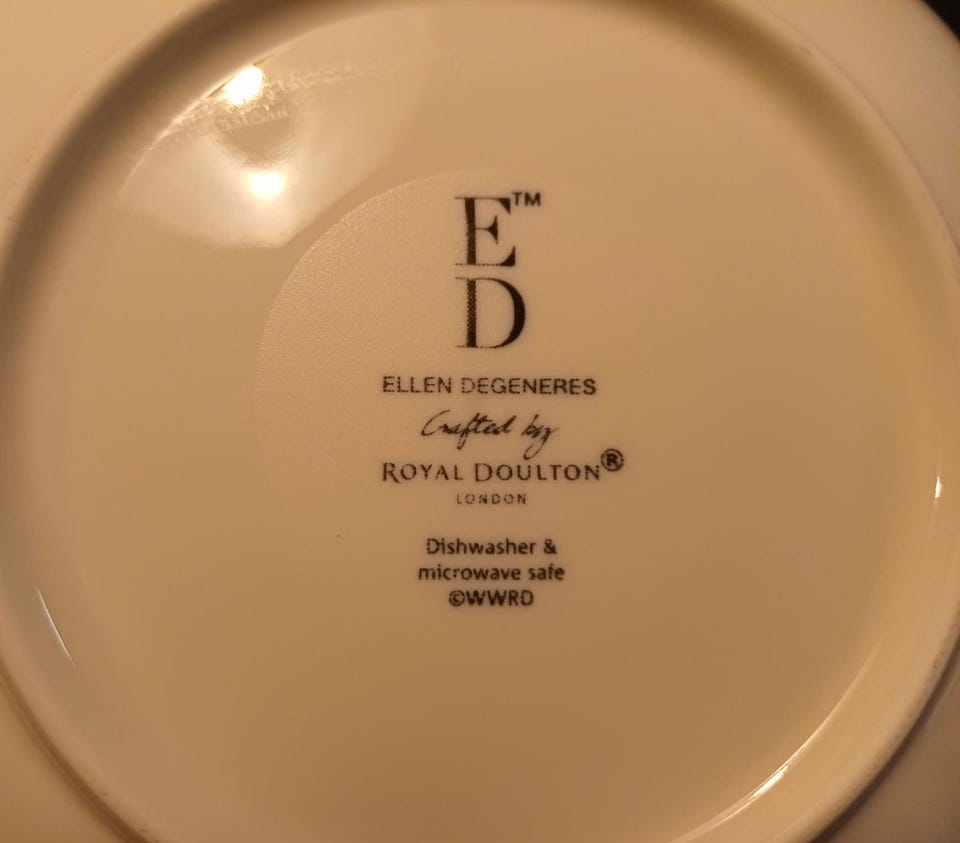 E™
D
ELLEN DEGENERES
Crafted by
ROYAL DOULTON®
LONDON
Dishwasher &
microwave safe
©WWRD